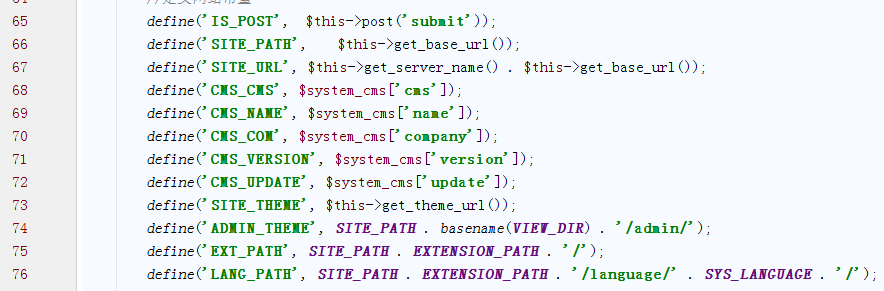 65 define('IS_POST', $this->post('submit'));
66 define('SITE_PATH', $this->get_base_url());
67 define('SITE_URL', $this->get_server_name() . $this->get_base_url());
68 define('CMS_CMS', $system_cms['cms']);
69 define('CMS_NAME', $system_cms['name']);
70 define('CMS_COM', $system_cms['company']);
71 define('CMS_VERSION', $system_cms['version']);
72 define('CMS_UPDATE', $system_cms['update']);
73 define('SITE_THEME', $this->get_theme_url());
74 define('ADMIN_THEME', SITE_PATH . basename(VIEW_DIR) . '/admin/');
75 define('EXT_PATH', SITE_PATH . EXTENSION_PATH . '/');
76 define('LANG_PATH', SITE_PATH . EXTENSION_PATH . '/language/' . SYS_LANGUAGE . '/');